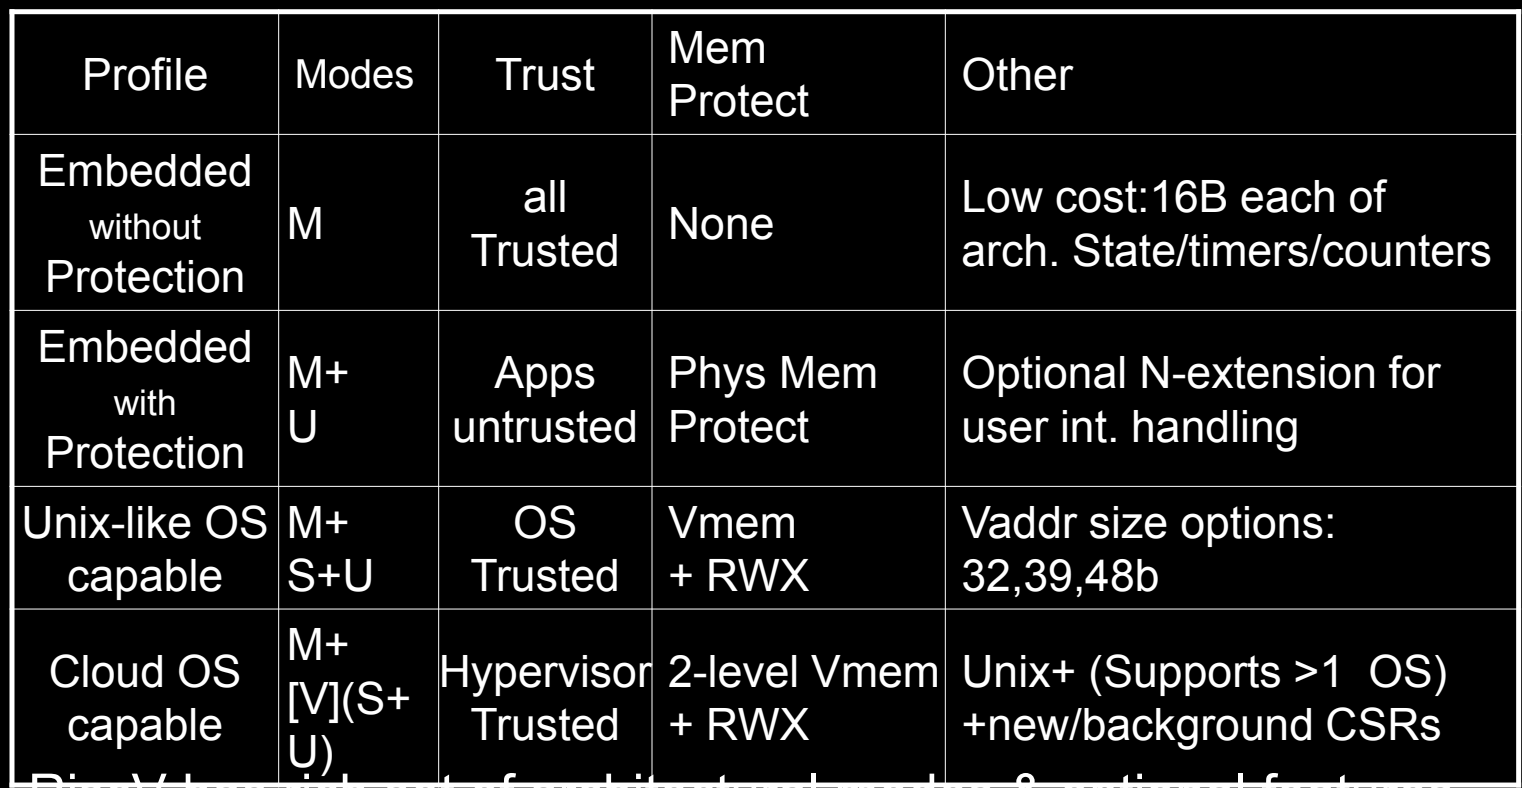 Profile
Modes
Trust
Mem
Protect
Other
Embedded
without
Protection
M
all
Trusted
None
Low cost:16B each of
arch. State/timers/counters
Embedded
with
Protection
M+
U
Apps
untrusted
Phys Mem
Protect
Optional N-extension for
user int. handling
Unix-like OS
capable
M+
S+U
OS
Trusted
Vmem
+ RWX
Vaddr size options:
32,39,48b
Cloud OS
capable
M+
[V](S+
U)
Hypervisor
Trusted
2-level Vmem
+ RWX
Unix+ (Supports >1 OS)
+new/background CSRs